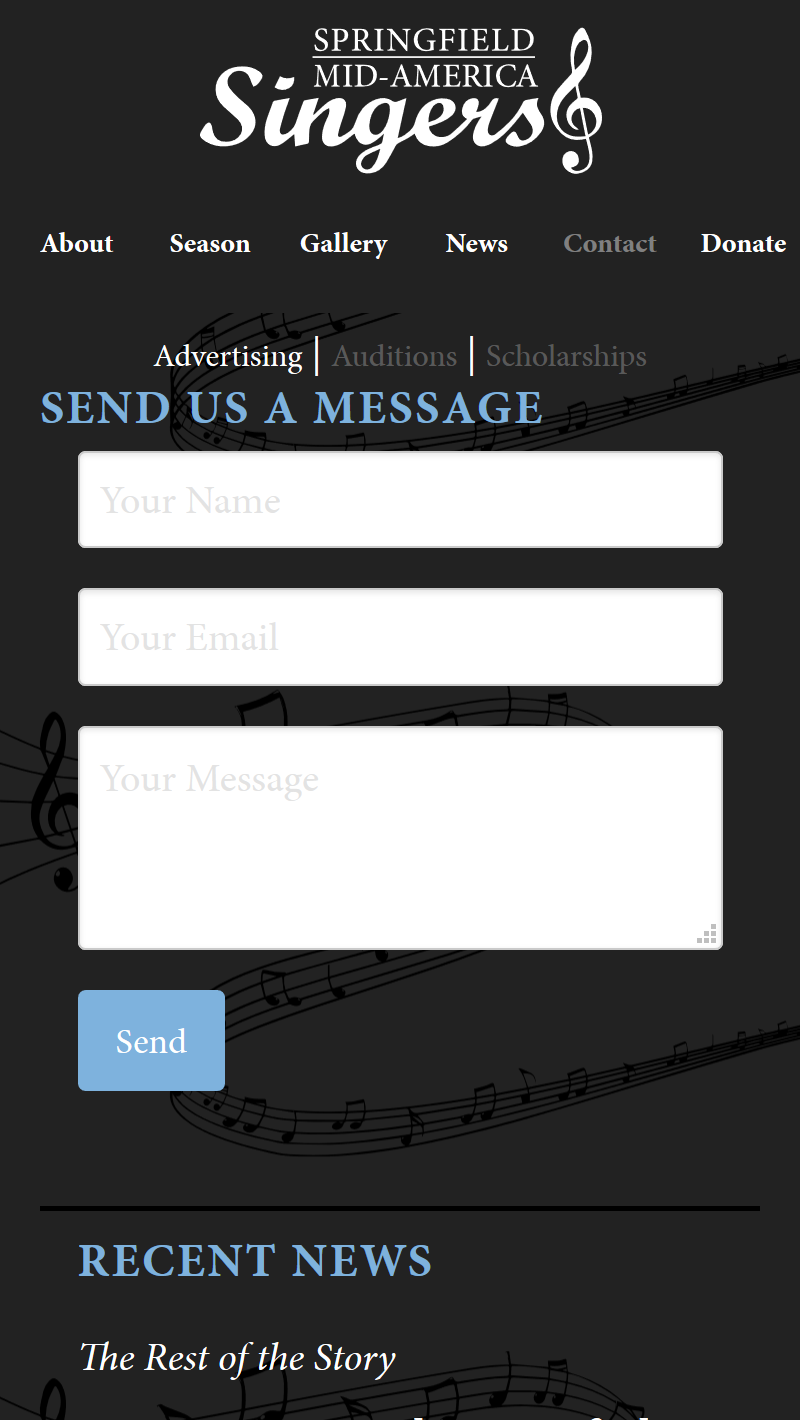 SPRINGFIELD
MID-AMERICA
Singers
About Season Gallery News Contact Donate
Advertising | Auditions | Scholarships
SEND US A MESSAGE
Your Name
Your Email
Your Message
Send
RECENT NEWS
The Rest of the Story